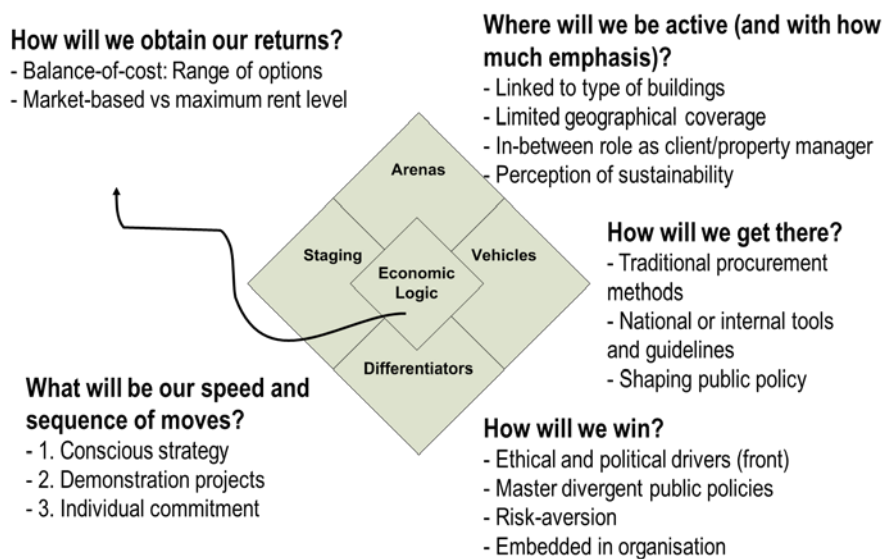 How will we obtain our returns?
- Balance-of-cost: Range of options
- Market-based vs maximum rent level
Where will we be active (and with how
much emphasis)?
- Linked to type of buildings
- Limited geographical coverage
- In-between role as client/property manager
- Perception of sustainability
Arenas
Staging
Economic
Logic
Vehicles
Differentiators
How will we get there?
- Traditional procurement
methods
- National or internal tools
and guidelines
- Shaping public policy
What will be our speed and
sequence of moves?
- 1. Conscious strategy
- 2. Demonstration projects
- 3. Individual commitment
How will we win?
- Ethical and political drivers (front)
- Master divergent public policies
- Risk-aversion
- Embedded in organisation